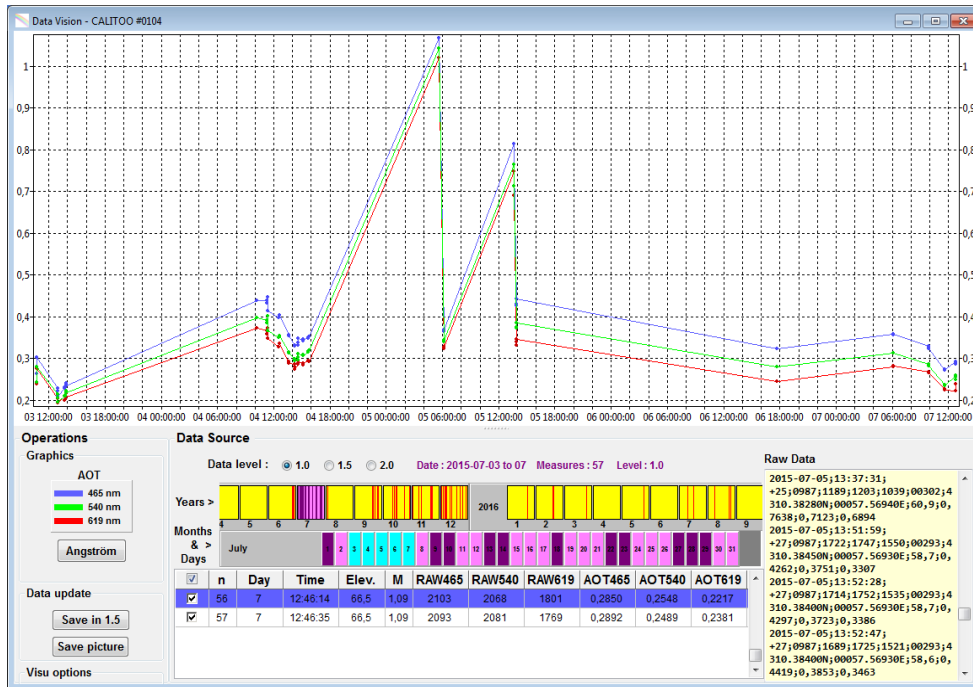 Data Vision - CALITOO #0104
1 1
0,9 0,9
0,8 0,8
0,7 0,7
0,6 0,6
0,5 0,5
0,4 0,4
0,3 0,3
0,2 0,2
03 12:00:00 03 18:00:00 04 00:00:00 04 06:00:00 04 12:00:00 04 18:00:00 05 00:00:00 05 06:00:00 05 12:00:00 05 18:00:00 06 00:00:00 06 06:00:00 06 12:00:00 06 18:00:00 07 00:00:00 07 06:00:00 07 12:00:00
Operations
Graphics
AOT
465 nm
540 nm
619 nm
Angström
Data update
Save in 1.5
Save picture
Visu options
Data Source
Data level : 1.0 1.5 2.0 Date : 2015-07-03 to 07 Measures : 57 Level : 1.0
Years > 2016
4 5 6 7 8 9 10 11 12 1 2 3 4 5 6 7 8 9
Months
& >
Days
July 1 2 3 4 5 6 7 8 9 10 11 12 13 14 15 16 17 18 19 20 21 22 23 24 25 26 27 28 29 30 31
n Day Time Elev. M RAW465 RAW540 RAW619 AOT465 AOT540 AOT619
56 7 12:46:14 66,5 1,09 2103 2068 1801 0,2850 0,2548 0,2217
57 7 12:46:35 66,5 1,09 2093 2081 1769 0,2892 0,2489 0,2381
Raw Data
2015-07-05;13:37:31;
+25;0987;1189;1203;1039;00302;4
310.38280N;00057.56940E;60,9;0,
7638;0,7123;0,6894
2015-07-05;13:51:59;
+27;0987;1722;1747;1550;00293;4
310.38450N;00057.56930E;58,7;0,
4262;0,3751;0,3307
2015-07-05;13:52:28;
+27;0987;1714;1752;1535;00293;4
310.38400N;00057.56930E;58,7;0,
4297;0,3723;0,3386
2015-07-05;13:52:47;
+27;0987;1689;1725;1521;00293;4
310.38400N;00057.56930E;58,6;0,
4419;0,3853;0,3463